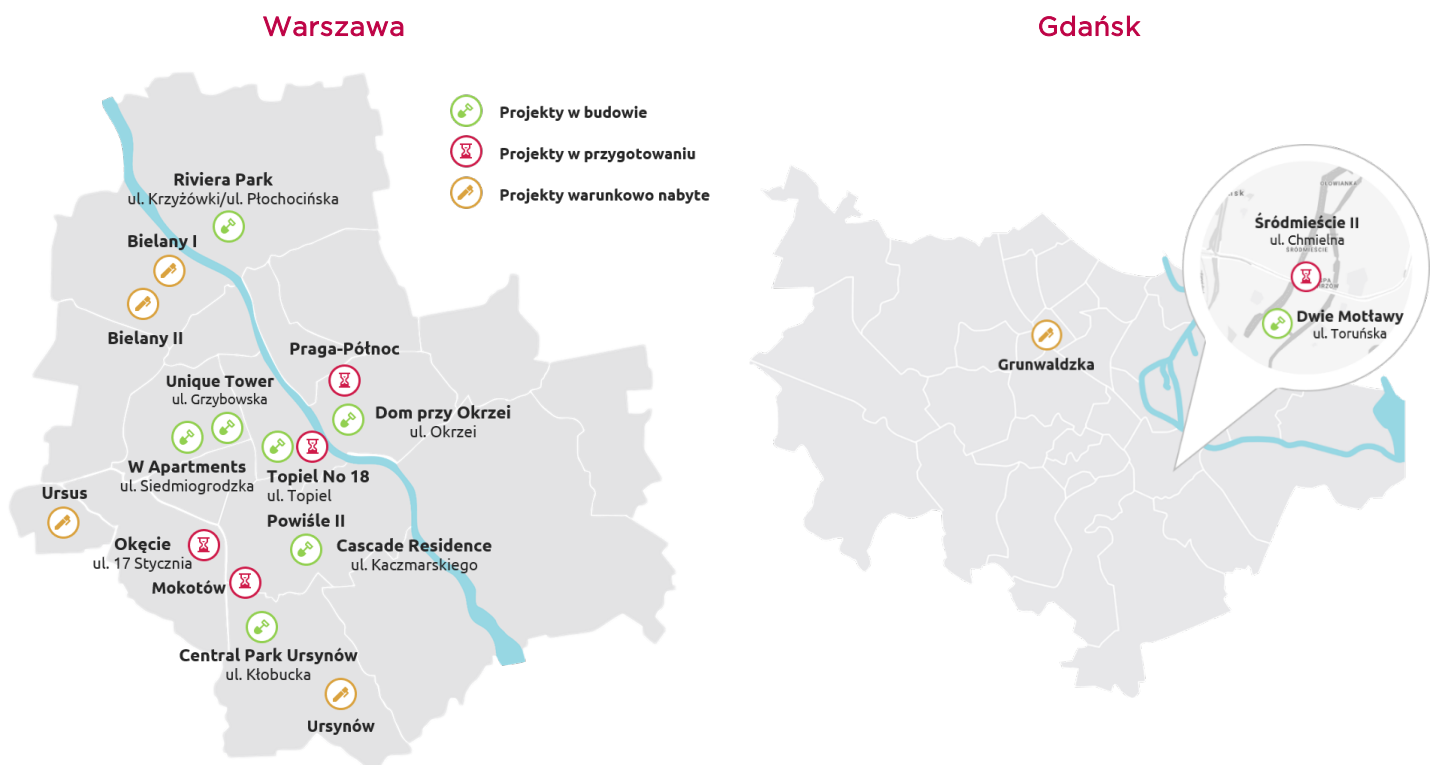 Warszawa
Projekty w budowie
Projekty w przygotowaniu
Projekty warunkowo nabyte
Riviera Park
ul. Krzyżówki/ul. Płochocińska
Bielany I
Bielany II
Praga-Północ
Unique Tower
ul. Grzybowska
Dom przy Okrzei
ul. Okrzei
W Apartments
ul. Siedmiogrodzka
Topiel No 18
ul. Topiel
Ursus
Powiśle II
Okęcie
ul. 17 Stycznia
Cascade Residence
ul. Kaczmarskiego
Mokotów
Central Park Ursynów
ul. Kłobucka
Ursynów
Gdańsk
OŁOWIANKA
Śródmieście II
ul. Chmielna
ŚRÓDMIEŚCIE
Dwie Motławy
ul. Toruńska
Grunwaldzka